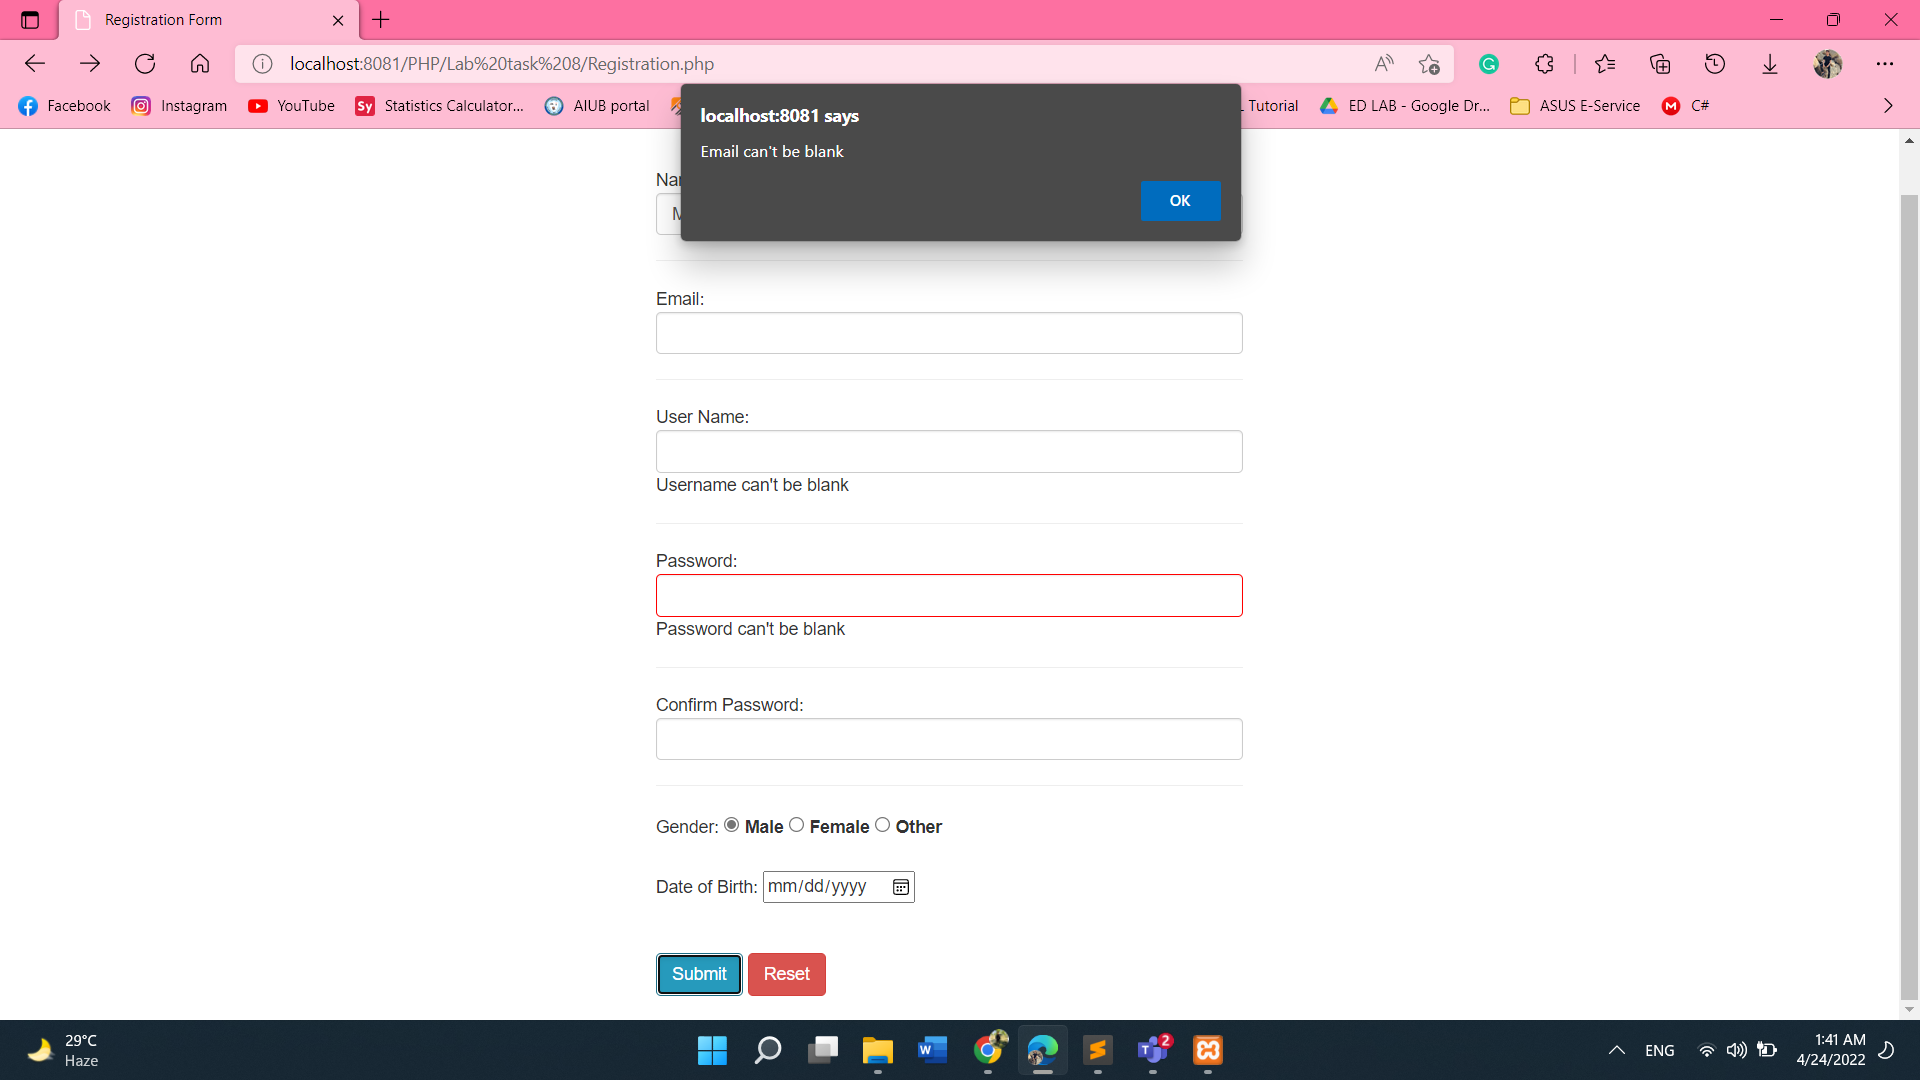 Registration Form
localhost:8081/PHP/Lab%20task%208/Registration.php
Facebook Instagram YouTube Sy Statistics Calculator... AIUB portal Tutorial ED LAB - Google Dr... ASUS E-Service M C#
localhost:8081 says
Email can't be blank
OK
Email:
User Name:
Username can't be blank
Password:
Password can't be blank
Confirm Password:
Gender: Male Female Other
Date of Birth: mm/dd/yyyy
Submit Reset
29°C
Haze
2
ENG
1:41 AM
4/24/2022